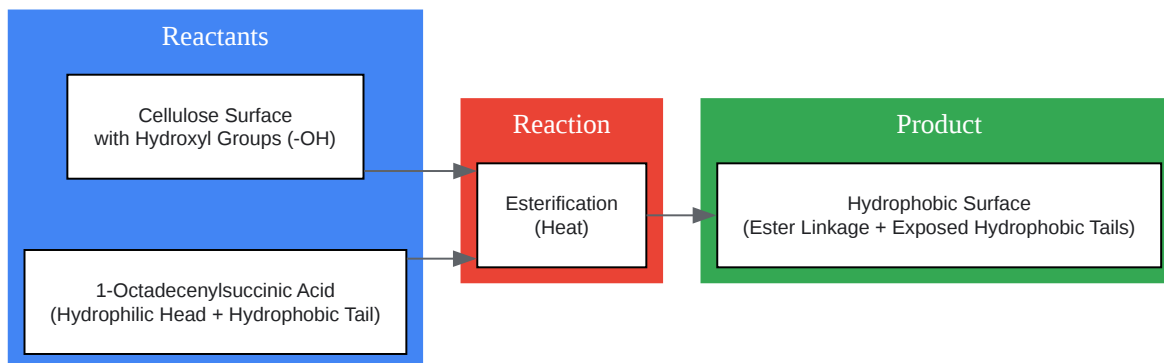 Reactants
Cellulose Surface
with Hydroxyl Groups (-OH)
1-Octadecenylsuccinic Acid
(Hydrophilic Head + Hydrophobic Tail)
Reaction
Esterification
(Heat)
Product
Hydrophobic Surface
(Ester Linkage + Exposed Hydrophobic Tails)